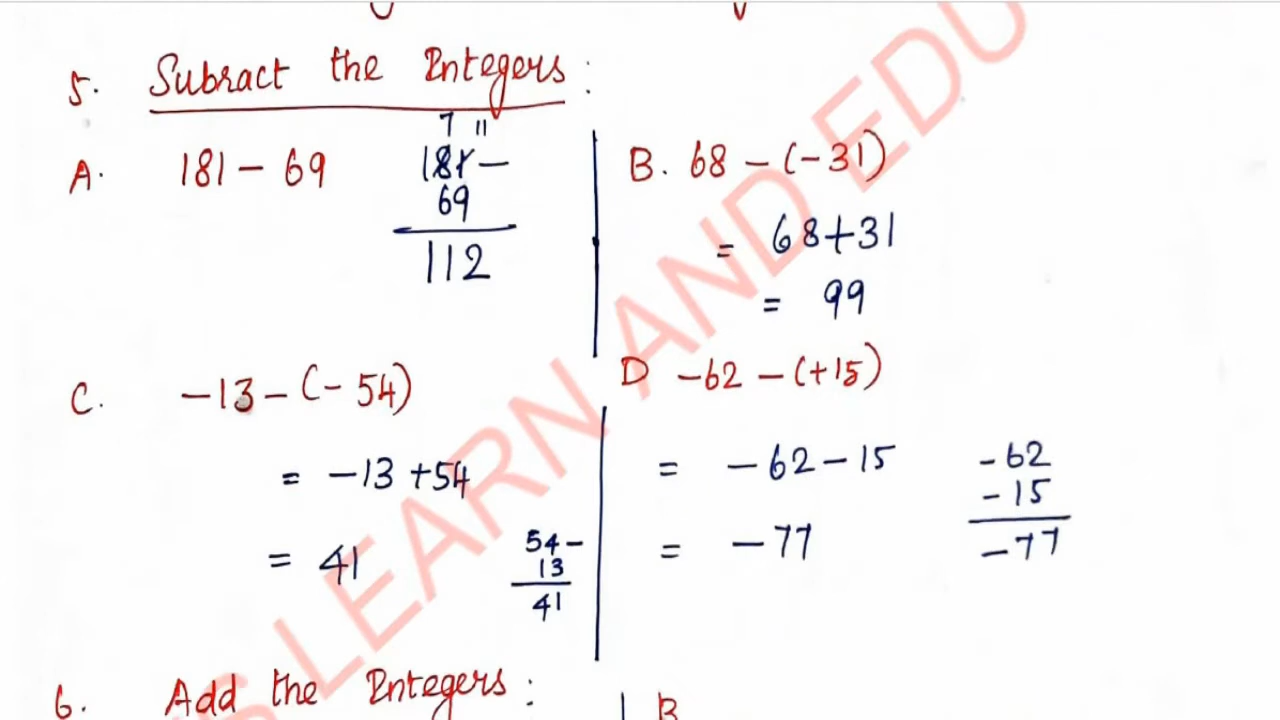 5. Subract the Integers :
A. 181 - 69
7 11
181 -
69
112
B. 68 - (-31)
= 68+31
= 99
C. -13 - (- 54)
= -13 +54
= 41
54 -
13
41
D -62 - (+15)
= -62 - 15
= -77
-62
-15
-77
6. Add the Integers :
B
S LEARN AND EDU